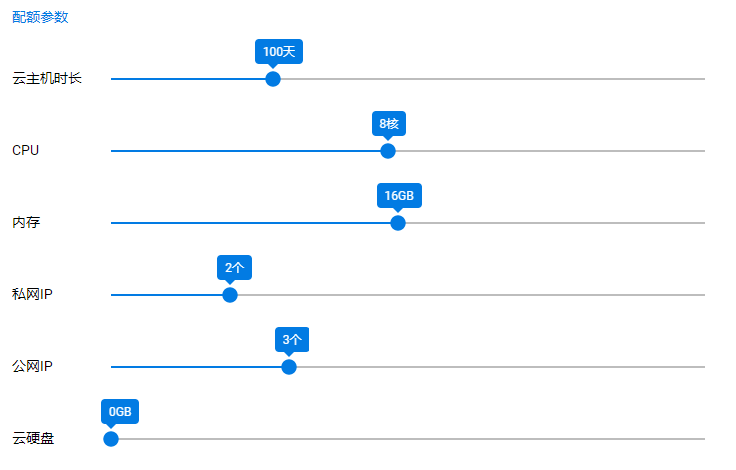 配额参数
100天
云主机时长
8核
CPU
16GB
内存
2个
私网IP
3个
公网IP
0GB
云硬盘